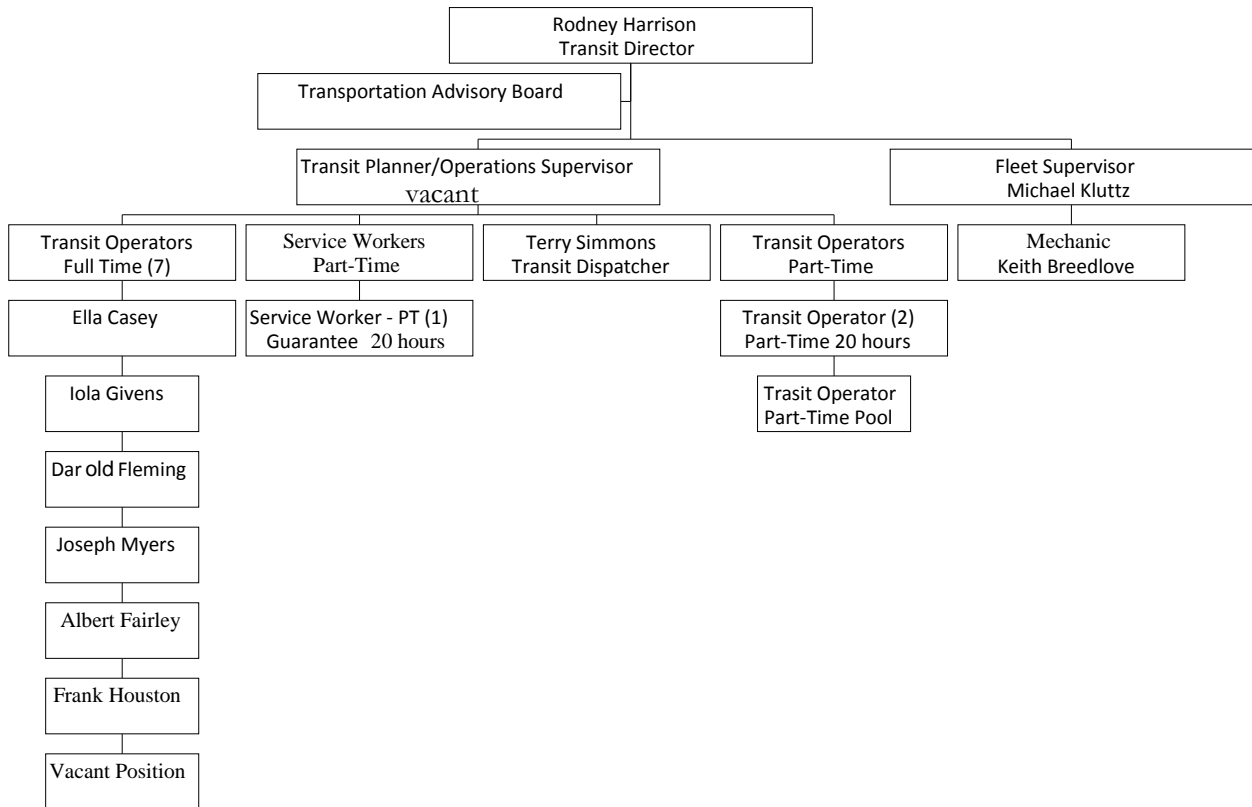 Rodney Harrison
Transit Director
Transportation Advisory Board
Transit Planner/Operations Supervisor
vacant
Fleet Supervisor
Michael Kluttz
Transit Operators
Full Time (7)
Service Workers
Part-Time
Terry Simmons
Transit Dispatcher
Transit Operators
Part-Time
Mechanic
Keith Breedlove
Ella Casey
Service Worker - PT (1)
Guarantee 20 hours
Transit Operator (2)
Part-Time 20 hours
Iola Givens
Trasit Operator
Part-Time Pool
Dar old Fleming
Joseph Myers
Albert Fairley
Frank Houston
Vacant Position